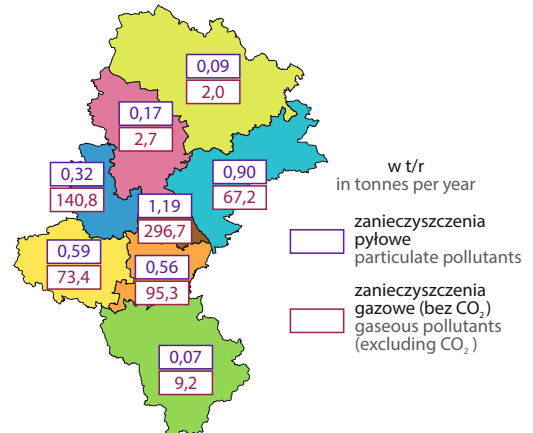 0,09
2,0
0,17
2,7
0,32
140,8
0,90
67,2
1,19
296,7
0,59
73,4
0,56
95,3
0,07
9,2
w t/r
in tonnes per year
zanieczyszczenia
pyłowe
particulate pollutants
zanieczyszczenia
gazowe (bez CO₂)
gaseous pollutants
(excluding CO₂ )